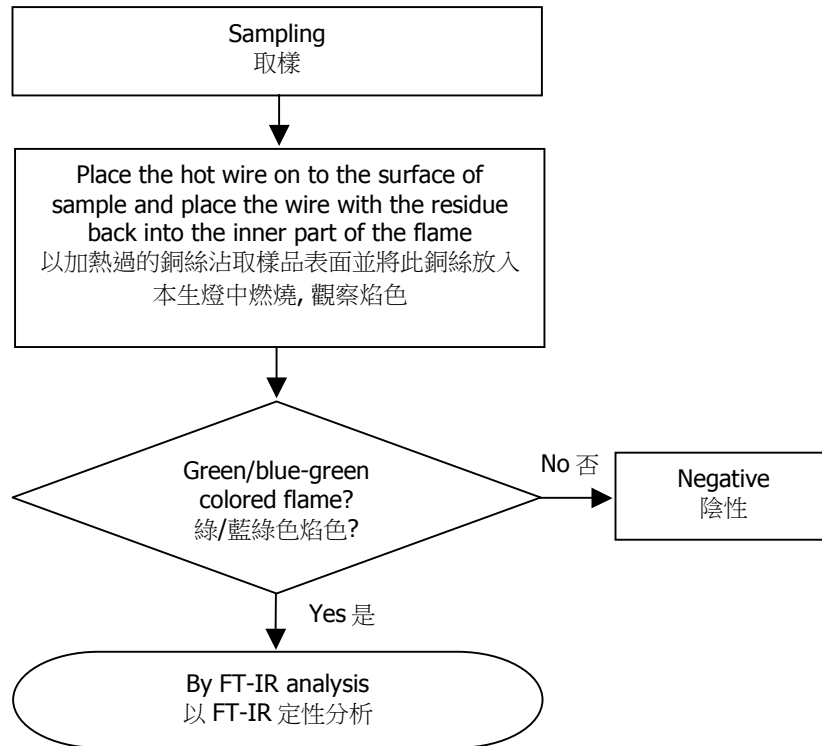 Sampling
取樣
Place the hot wire on to the surface of
sample and place the wire with the residue
back into the inner part of the flame
以加熱過的銅絲沾取樣品表面並將此銅絲放入
本生燈中燃燒, 觀察焰色
Green/blue-green
colored flame?
綠/藍綠色焰色?
No 否
Negative
陰性
Yes 是
By FT-IR analysis
以 FT-IR 定性分析